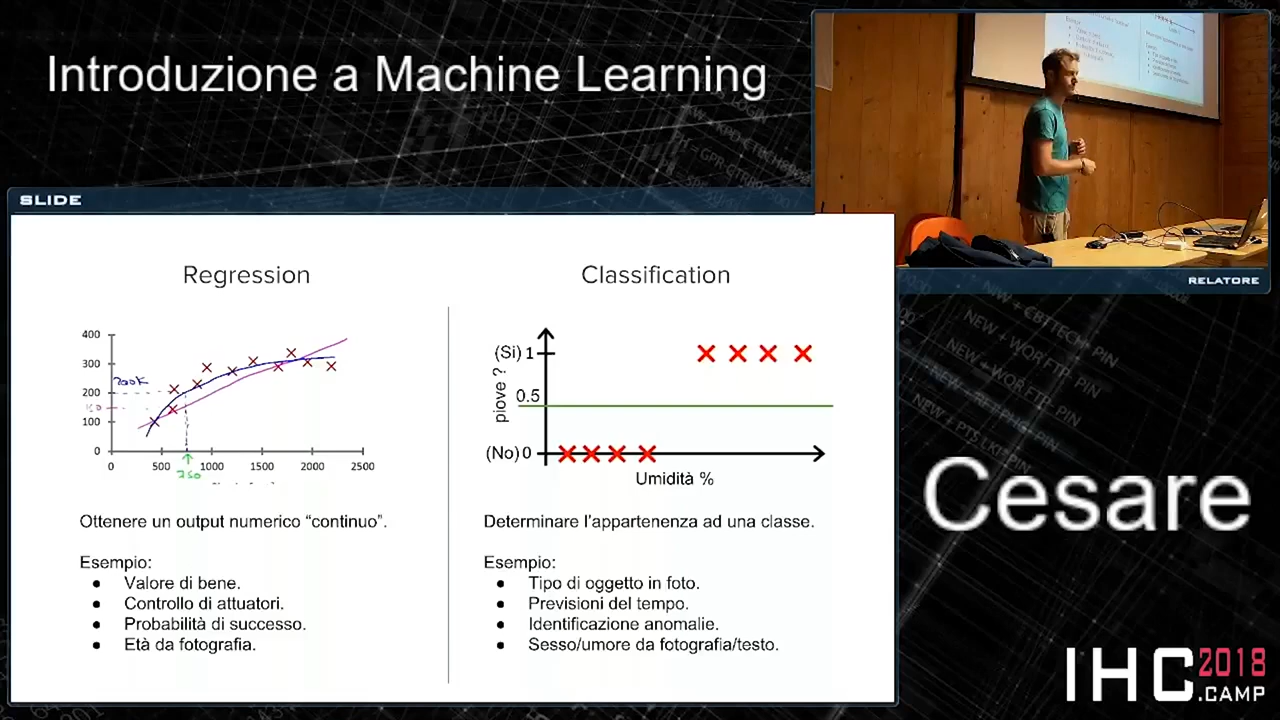 Introduzione a Machine Learning
SLIDE
RELATORE
Regression
Classification
400
300
200
100
0
0 500 1000 1500 2000 2500
200K
750
(Si) 1
0.5
(No) 0
piove ?
Umidità %
Ottenere un output numerico “continuo”.
Esempio:
● Valore di bene.
● Controllo di attuatori.
● Probabilità di successo.
● Età da fotografia.
Determinare l’appartenenza ad una classe.
Esempio:
● Tipo di oggetto in foto.
● Previsioni del tempo.
● Identificazione anomalie.
● Sesso/umore da fotografia/testo.
Cesare
IHC 2018
.CAMP